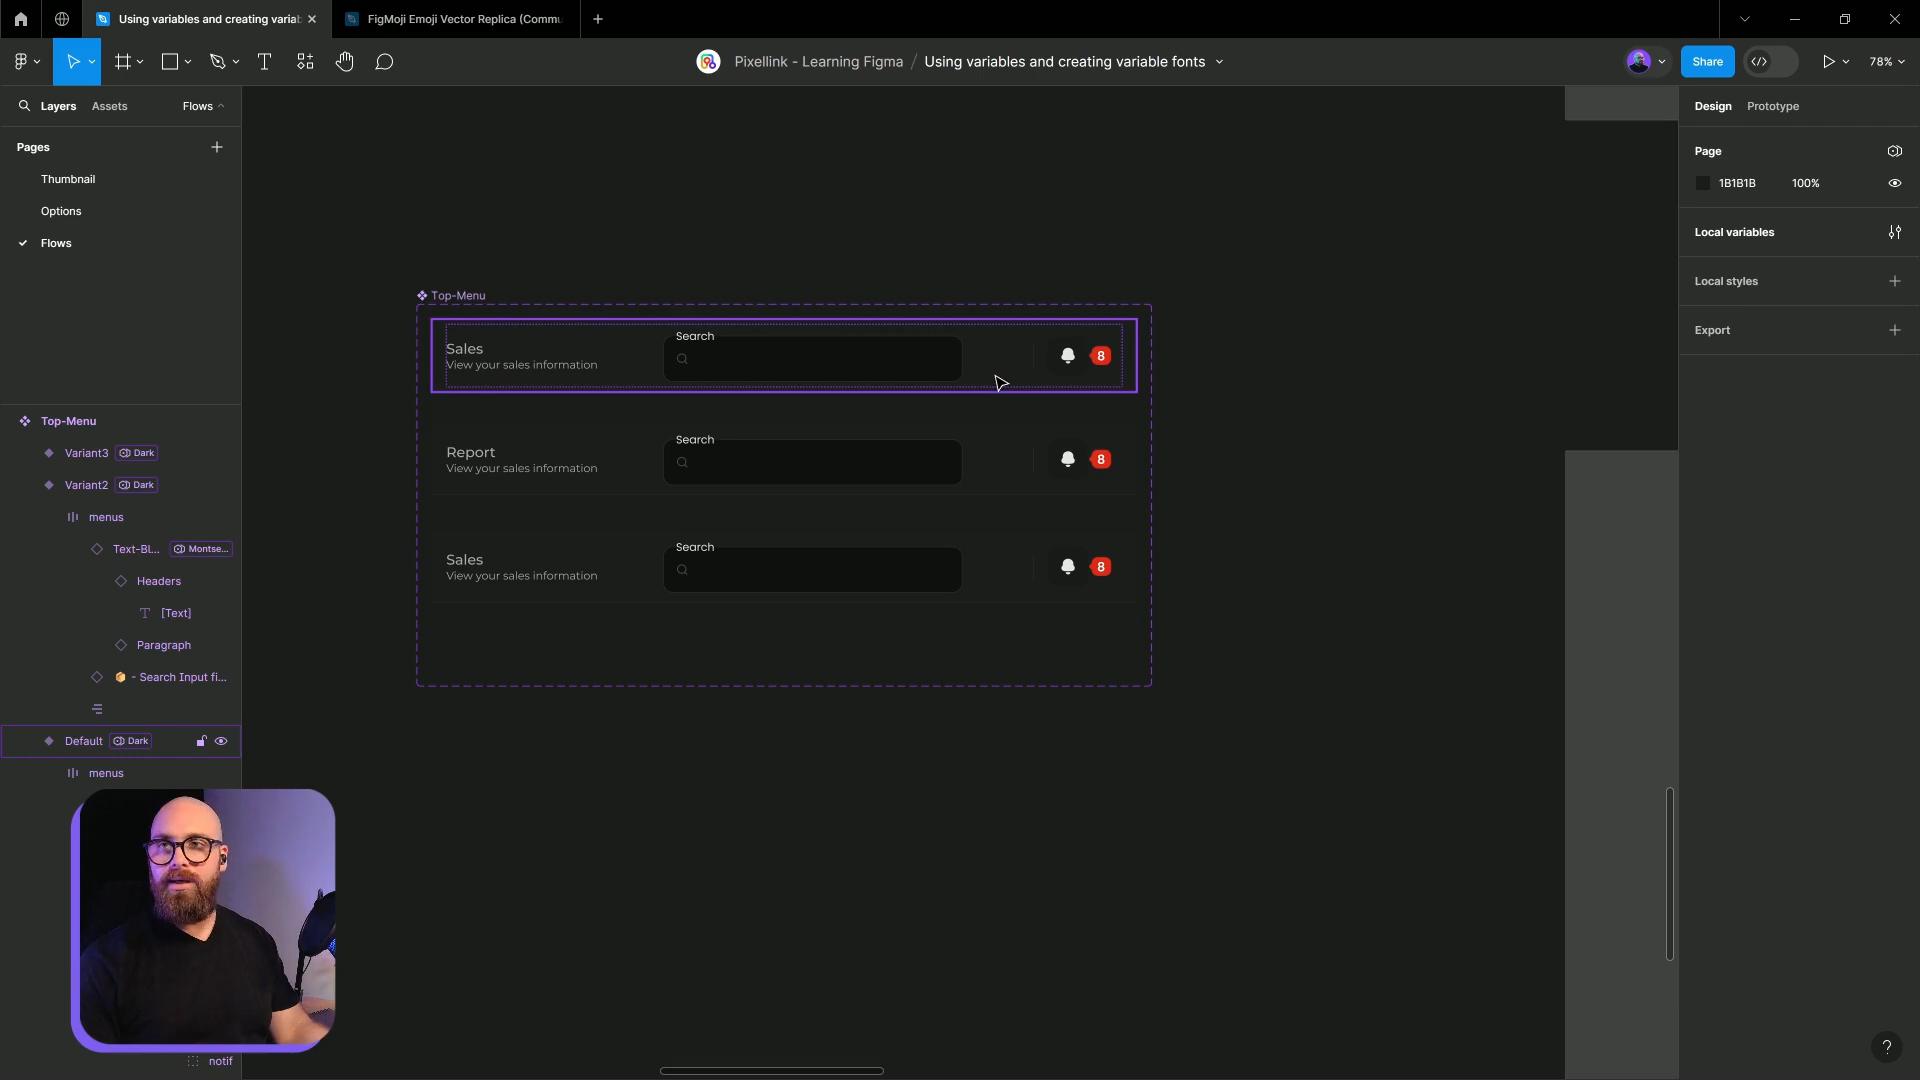 Using variables and creating varia
FigMoji Emoji Vector Replica (Commu
Pixellink - Learning Figma / Using variables and creating variable fonts
Share
78%
Layers
Assets
Flows
Design
Prototype
Pages
Thumbnail
Options
Flows
Page
1B1B1B
100%
Local variables
Local styles
Export
Top-Menu
Sales
View your sales information
Search
8
Report
View your sales information
Search
8
Sales
View your sales information
Search
8
Top-Menu
Variant3
Dark
Variant2
Dark
menus
Text-Bl...
Montse...
Headers
[Text]
Paragraph
- Search Input fi...
Default
Dark
menus
notif
?